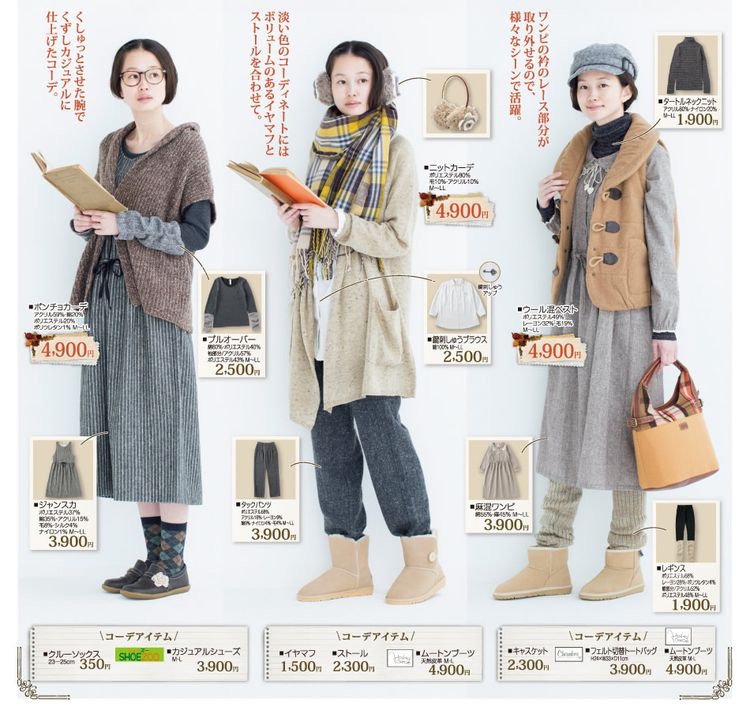 くしゅっとさせた腕で
くずしカジュアルに
仕上げたコーデ。
■ポンチョカーデ
アクリル59%・綿20%
ポリエステル20%
ポリウレタン1% M〜LL
4,900円
■プルオーバー
綿60%・ポリエステル40%
袖部分/アクリル57%
ポリエステル43% M〜LL
2,500円
■ジャンスカ
ポリエステル37%
綿35%・アクリル15%
毛8%・シルク4%
ナイロン1% M〜LL
3,900円
淡い色のコーディネートには
ボリュームのあるイヤマフと
ストールを合わせて。
■ニットカーデ
ポリエステル80%
毛10%・アクリル10%
M〜LL
4,900円
衿刺しゅう
アップ
■衿刺しゅうブラウス
綿100% M〜LL
2,500円
■タックパンツ
ポリエステル68%
3,900円
ワンピの衿のレース部分が
取り外せるので、
様々なシーンで活躍。
■タートルネックニット
アクリル80%・ナイロン20%
M〜LL
1,900円
■ウール混ベスト
ポリエステル49%
レーヨン32%・毛19%
M〜LL
4,900円
■麻混ワンピ
綿55%・麻45% M〜LL
3,900円
■レギンス
ポリエステル68%
レーヨン28%・ポリウレタン4%
裾部分/アクリル52%
ポリエステル48% M〜LL
1,900円
コーデアイテム
■クルーソックス
23〜25cm
350円
SHOEZOO
■カジュアルシューズ
M・L
3,900円
コーデアイテム
■イヤマフ
1,500円
■ストール
2,300円
■ムートンブーツ
天然皮革 M・L
4,900円
コーデアイテム
■キャスケット
2,300円
■フェルト切替トートバッグ
H24×W33×D11cm
3,900円
■ムートンブーツ
天然皮革 M・L
4,900円